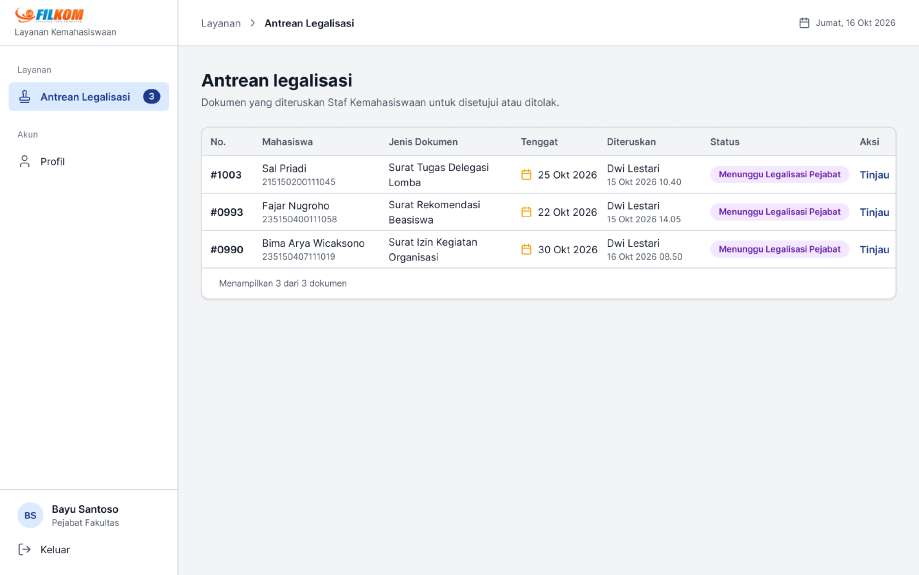 FILKOM
Layanan Kemahasiswaan
Layanan
Antrean Legalisasi 3
Akun
Profil
BS
Bayu Santoso
Pejabat Fakultas
Keluar
Layanan > Antrean Legalisasi
Jumat, 16 Okt 2026
Antrean legalisasi
Dokumen yang diteruskan Staf Kemahasiswaan untuk disetujui atau ditolak.
No. Mahasiswa Jenis Dokumen Tenggat Diteruskan Status Aksi
#1003 Sal Priadi 215150200111045 Surat Tugas Delegasi Lomba 25 Okt 2026 Dwi Lestari 15 Okt 2026 10.40 Menunggu Legalisasi Pejabat Tinjau
#0993 Fajar Nugroho 235150400111058 Surat Rekomendasi Beasiswa 22 Okt 2026 Dwi Lestari 15 Okt 2026 14.05 Menunggu Legalisasi Pejabat Tinjau
#0990 Bima Arya Wicaksono 235150407111019 Surat Izin Kegiatan Organisasi 30 Okt 2026 Dwi Lestari 16 Okt 2026 08.50 Menunggu Legalisasi Pejabat Tinjau
Menampilkan 3 dari 3 dokumen